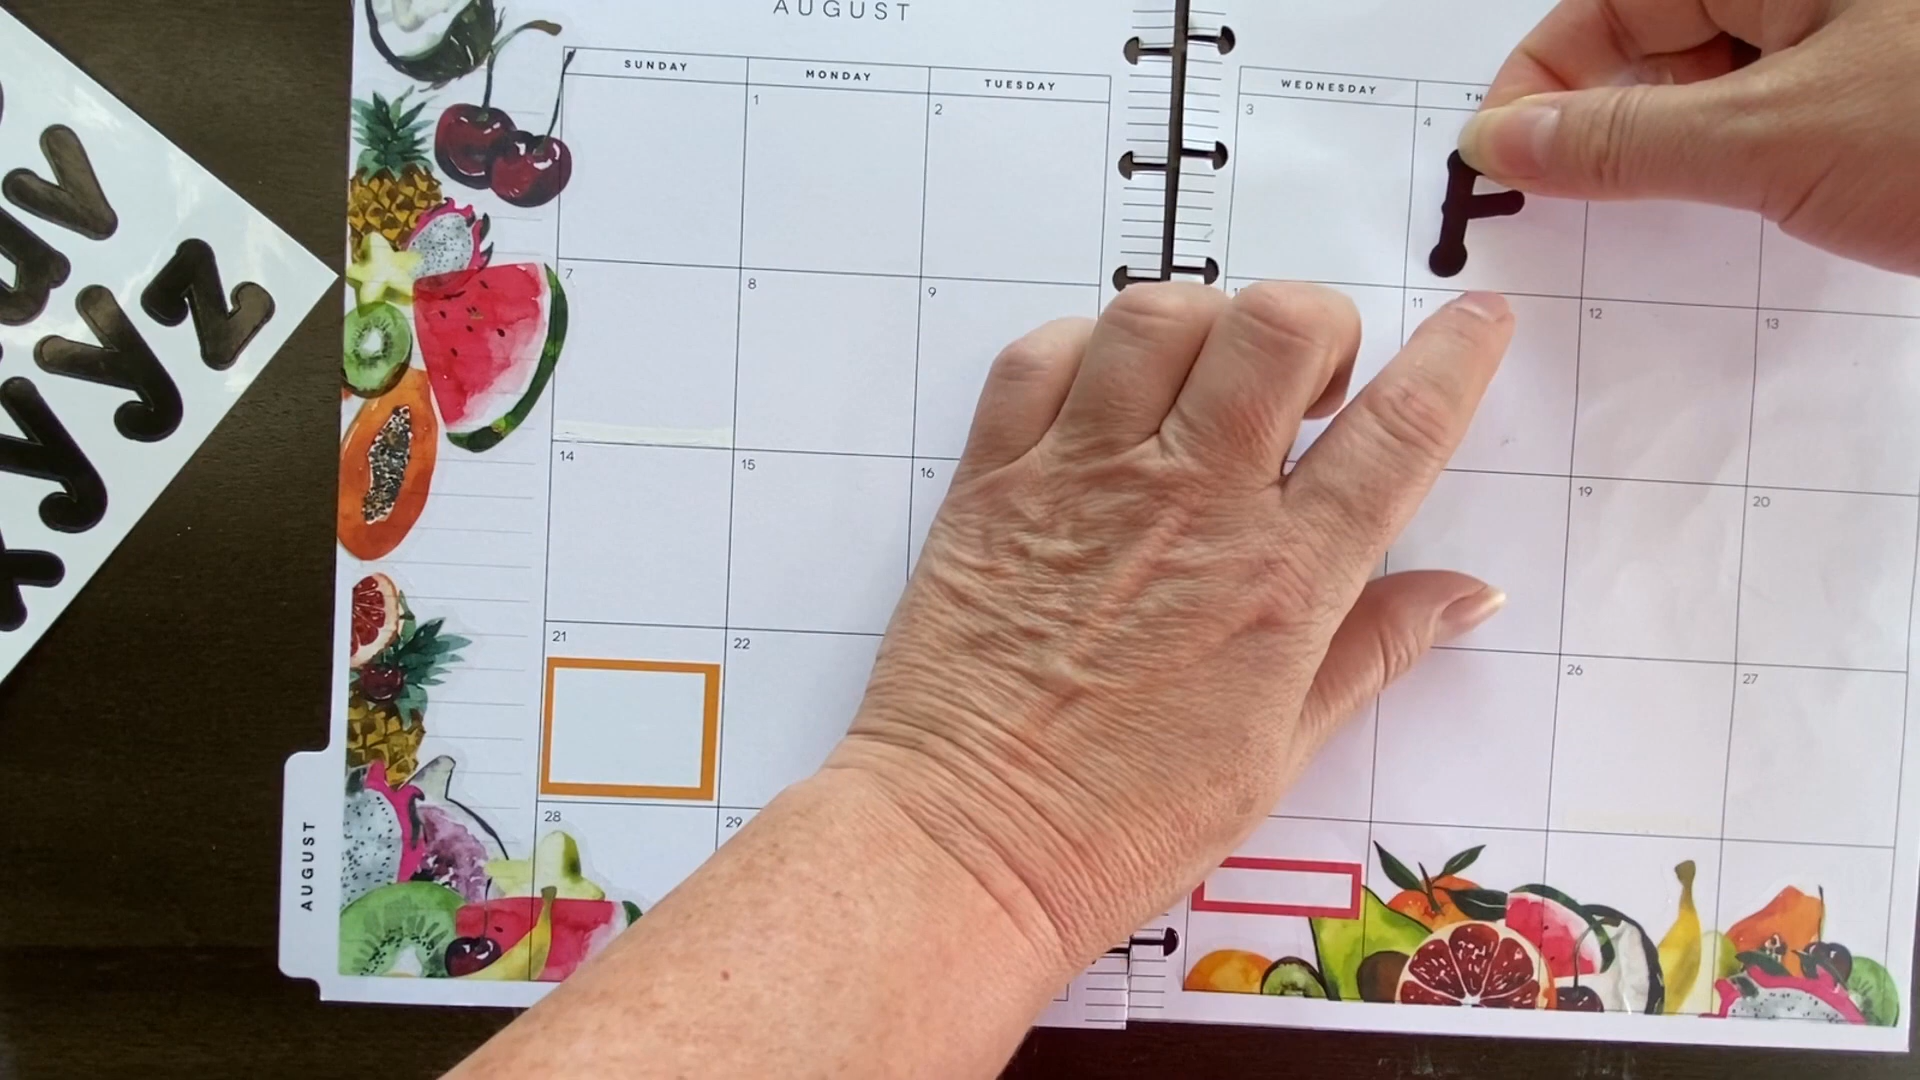 AUGUST
SUNDAY MONDAY TUESDAY WEDNESDAY
1 2 3 4
7 8 9 11 12 13
14 15 16 19 20
21 22 26 27
28 29
AUGUST
v
y z
y
x